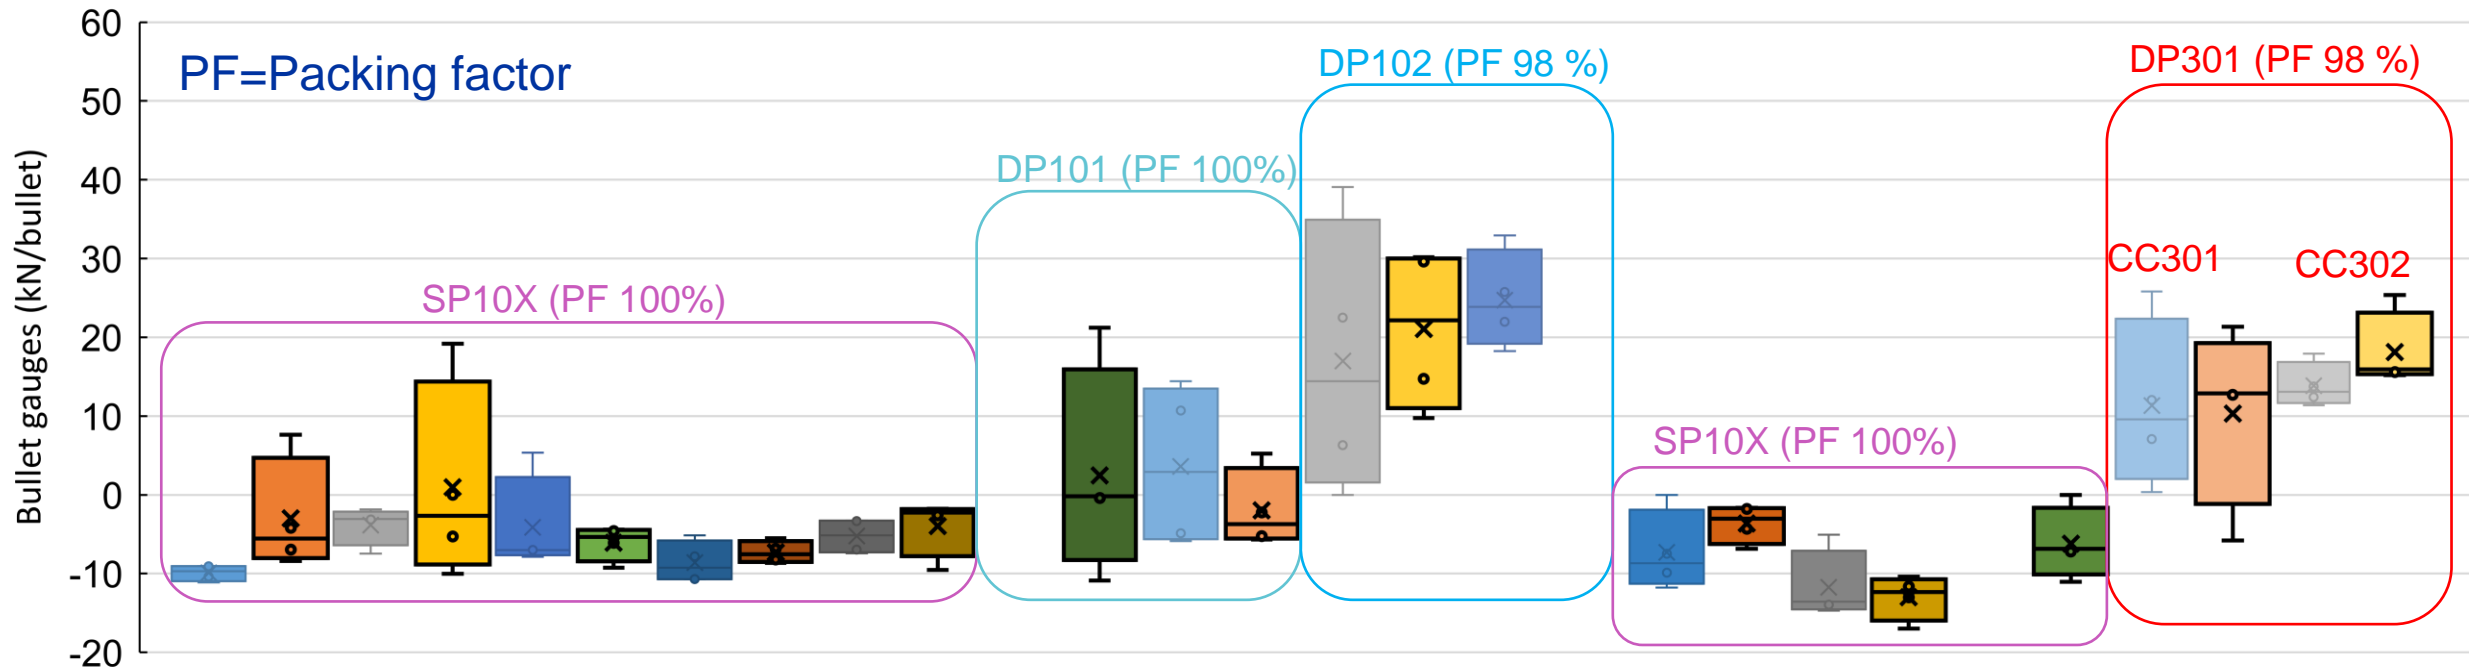 60
PF=Packing factor
DP102 (PF 98 %)
DP301 (PF 98 %)
50
DP101 (PF 100%)
40
30
CC301
CC302
SP10X (PF 100%)
20
10
SP10X (PF 100%)
0
-10
-20
Bullet gauges (kN/bullet)